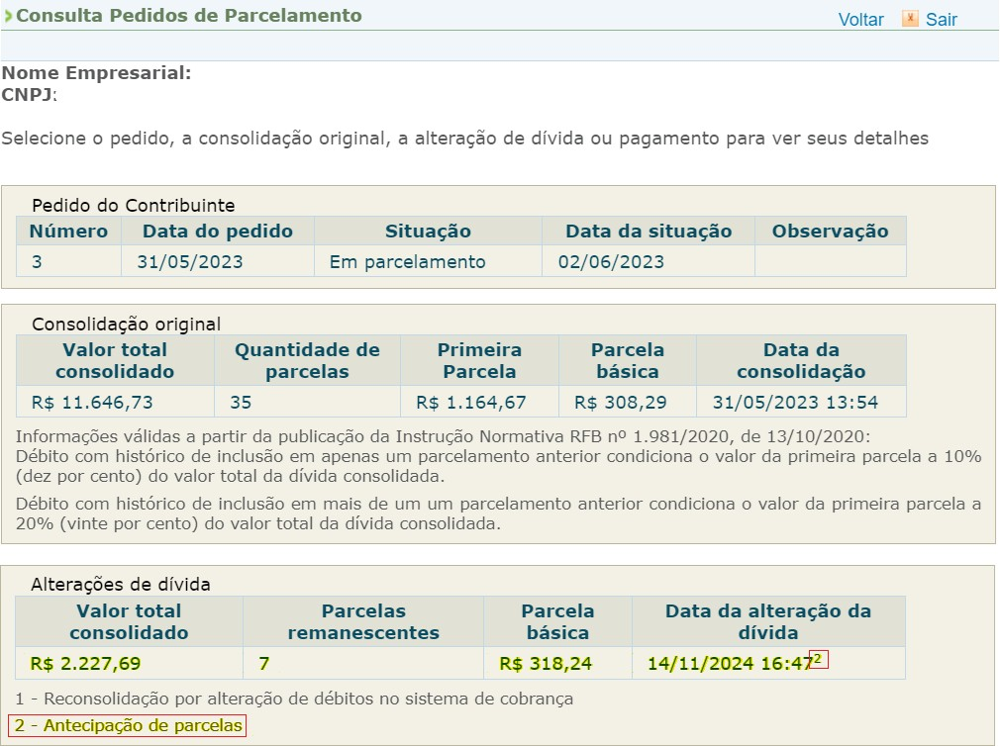 Consulta Pedidos de Parcelamento
Voltar Sair
Nome Empresarial:
CNPJ:
Selecione o pedido, a consolidação original, a alteração de dívida ou pagamento para ver seus detalhes
Pedido do Contribuinte
Número Data do pedido Situação Data da situação Observação
3 31/05/2023 Em parcelamento 02/06/2023
Consolidação original
Valor total Quantidade de Primeira Parcela Data da
consolidado parcelas Parcela básica consolidação
R$ 11.646,73 35 R$ 1.164,67 R$ 308,29 31/05/2023 13:54
Informações válidas a partir da publicação da Instrução Normativa RFB nº 1.981/2020, de 13/10/2020:
Débito com histórico de inclusão em apenas um parcelamento anterior condiciona o valor da primeira parcela a 10%
(dez por cento) do valor total da dívida consolidada.
Débito com histórico de inclusão em mais de um um parcelamento anterior condiciona o valor da primeira parcela a
20% (vinte por cento) do valor total da dívida consolidada.
Alterações de dívida
Valor total Parcelas Parcela Data da alteração da
consolidado remanescentes básica dívida
R$ 2.227,69 7 R$ 318,24 14/11/2024 16:47 2
1 - Reconsolidação por alteração de débitos no sistema de cobrança
2 - Antecipação de parcelas